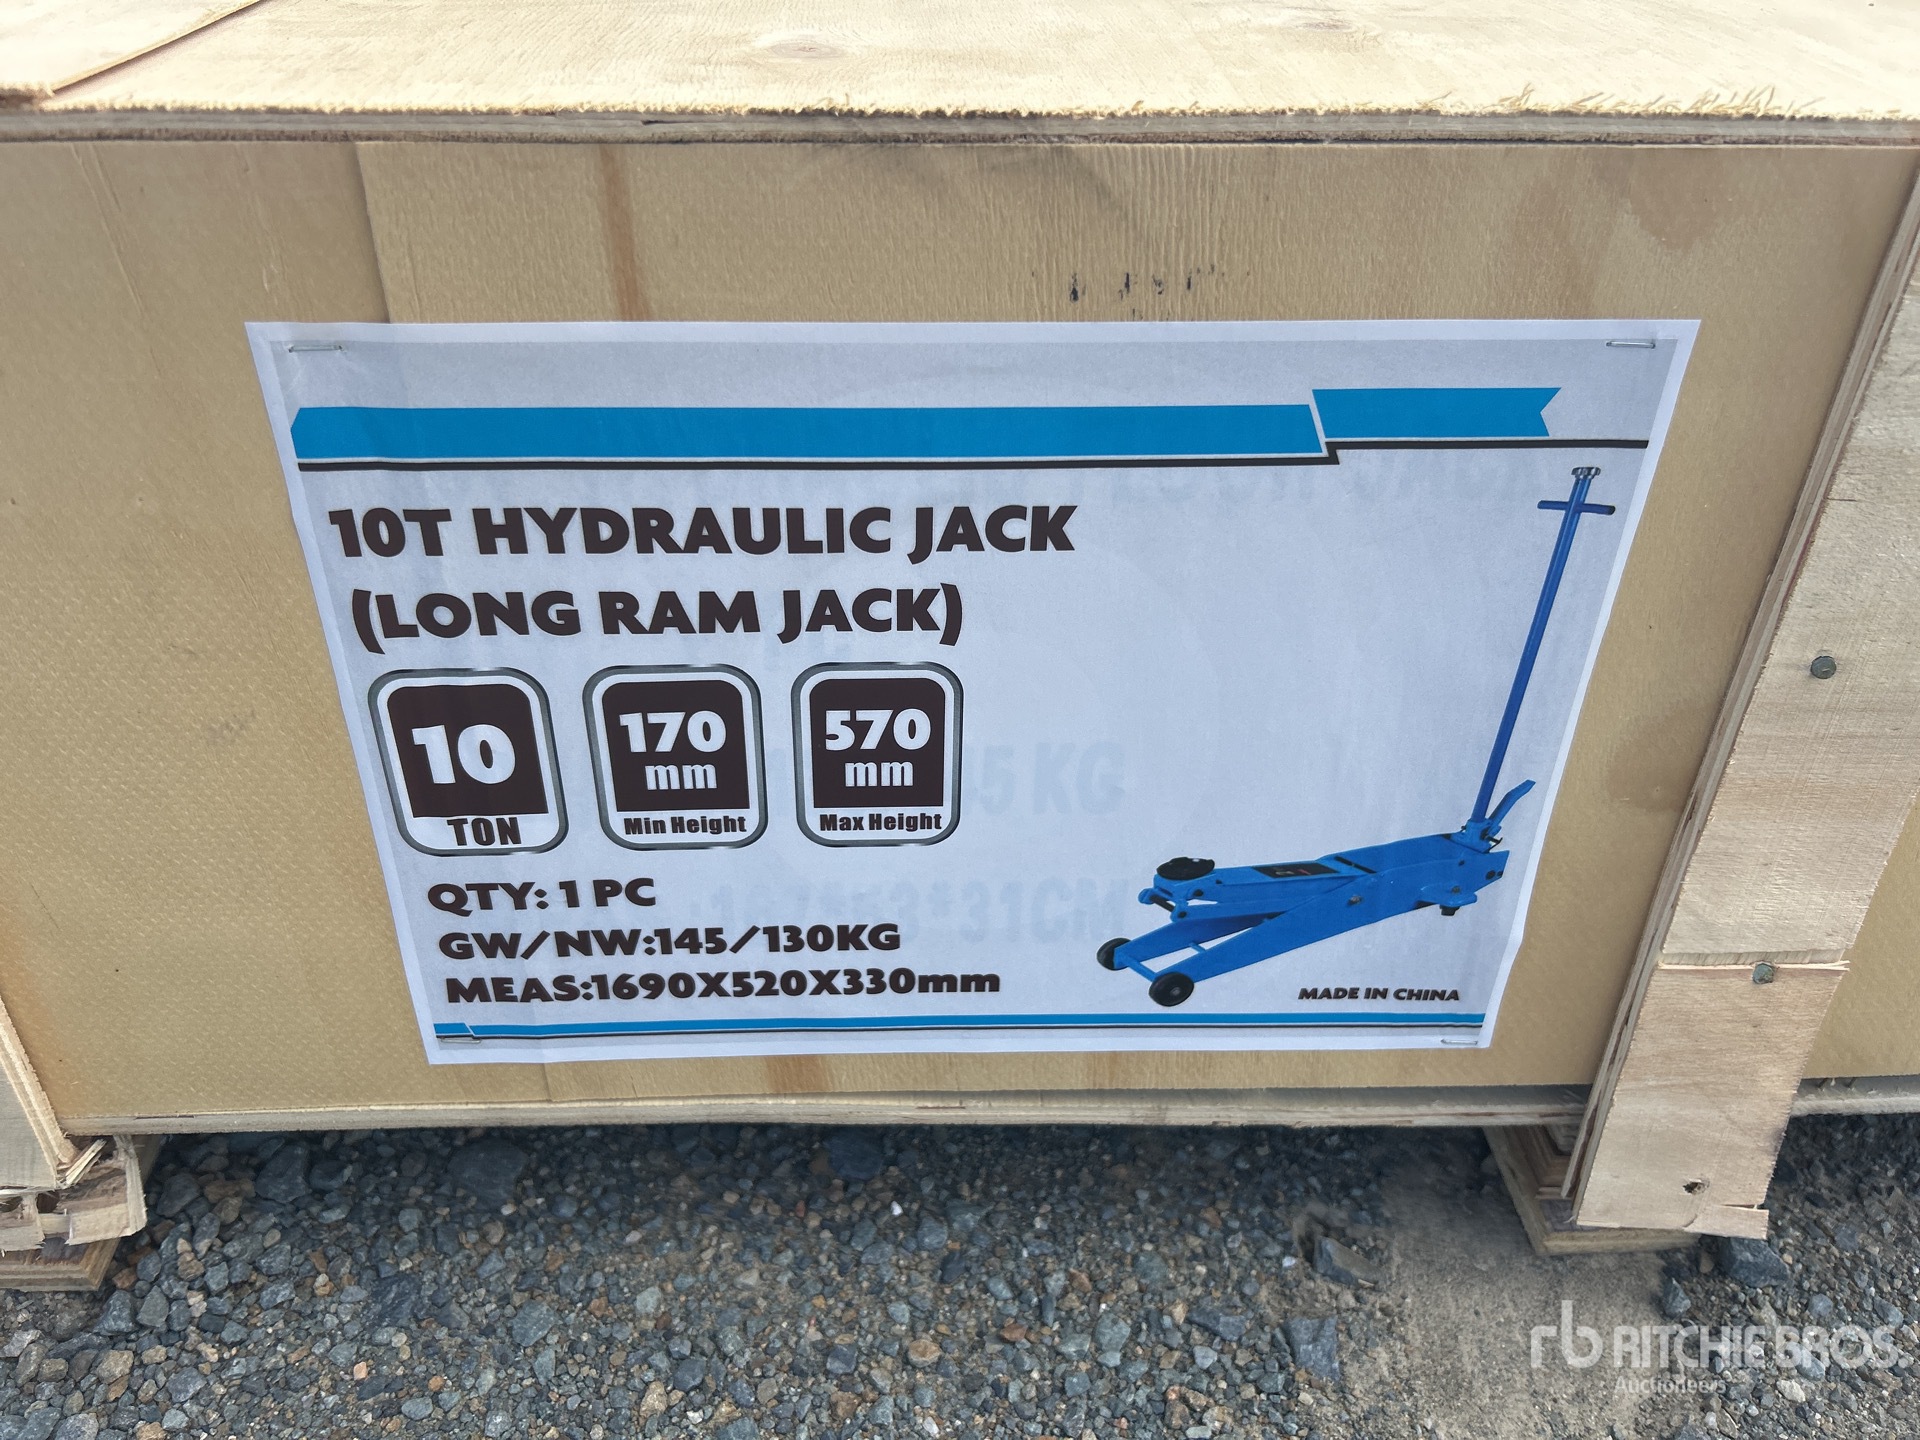 10T HYDRAULIC JACK
(LONG RAM JACK)
10
TON
170
mm
Min Height
570
mm
Max Height
QTY: 1 PC
GW/NW:145/130KG
MEAS:1690X520X330mm
MADE IN CHINA
rb RITCHIE BROS.
Auctioneers